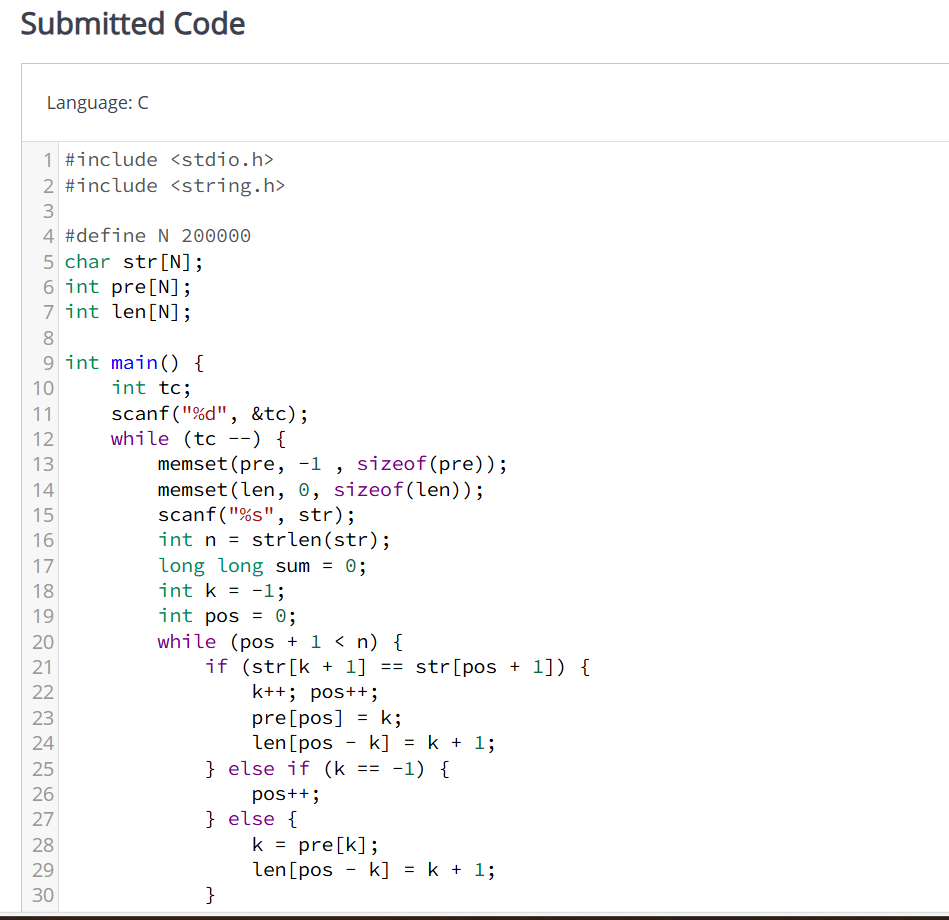 Submitted Code
Language: C
1 #include <stdio.h>
2 #include <string.h>
3
4 #define N 200000
5 char str[N];
6 int pre[N];
7 int len[N];
8
9 int main() {
10     int tc;
11     scanf("%d", &tc);
12     while (tc --) {
13         memset(pre, -1 , sizeof(pre));
14         memset(len, 0, sizeof(len));
15         scanf("%s", str);
16         int n = strlen(str);
17         long long sum = 0;
18         int k = -1;
19         int pos = 0;
20         while (pos + 1 < n) {
21             if (str[k + 1] == str[pos + 1]) {
22                 k++; pos++;
23                 pre[pos] = k;
24                 len[pos - k] = k + 1;
25             } else if (k == -1) {
26                 pos++;
27             } else {
28                 k = pre[k];
29                 len[pos - k] = k + 1;
30             }